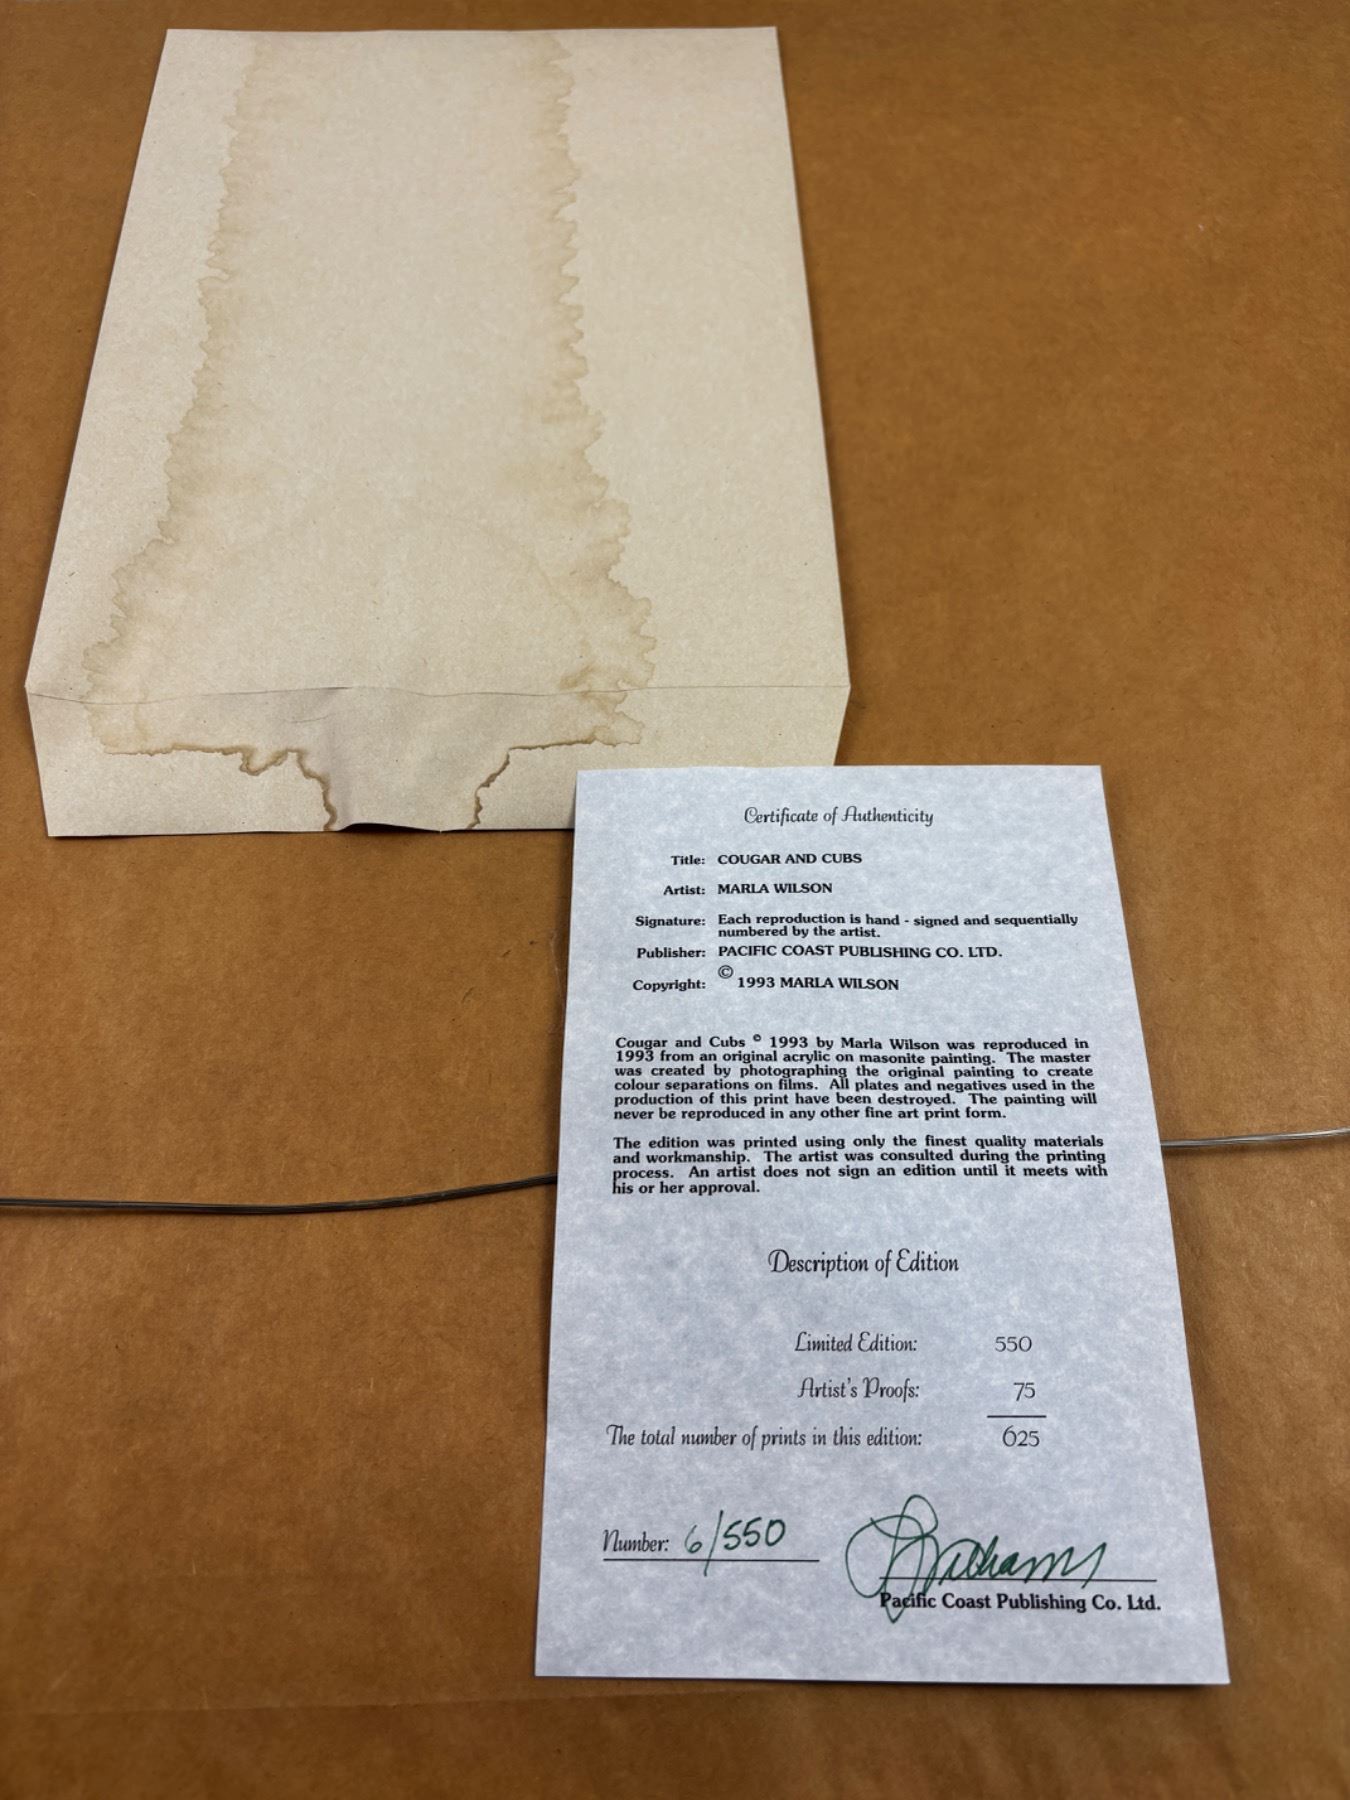 Certificate of Authenticity
Title: COUGAR AND CUBS
Artist: MARLA WILSON
Signature: Each reproduction is hand - signed and sequentially
numbered by the artist.
Publisher: PACIFIC COAST PUBLISHING CO. LTD.
Copyright: © 1993 MARLA WILSON
Cougar and Cubs © 1993 by Marla Wilson was reproduced in
1993 from an original acrylic on masonite painting. The master
was created by photographing the original painting to create
colour separations on films. All plates and negatives used in the
production of this print have been destroyed. The painting will
never be reproduced in any other fine art print form.
The edition was printed using only the finest quality materials
and workmanship. The artist was consulted during the printing
process. An artist does not sign an edition until it meets with
his or her approval.
Description of Edition
Limited Edition: 550
Artist's Proofs: 75
The total number of prints in this edition: 625
Number: 6/550
Pacific Coast Publishing Co. Ltd.